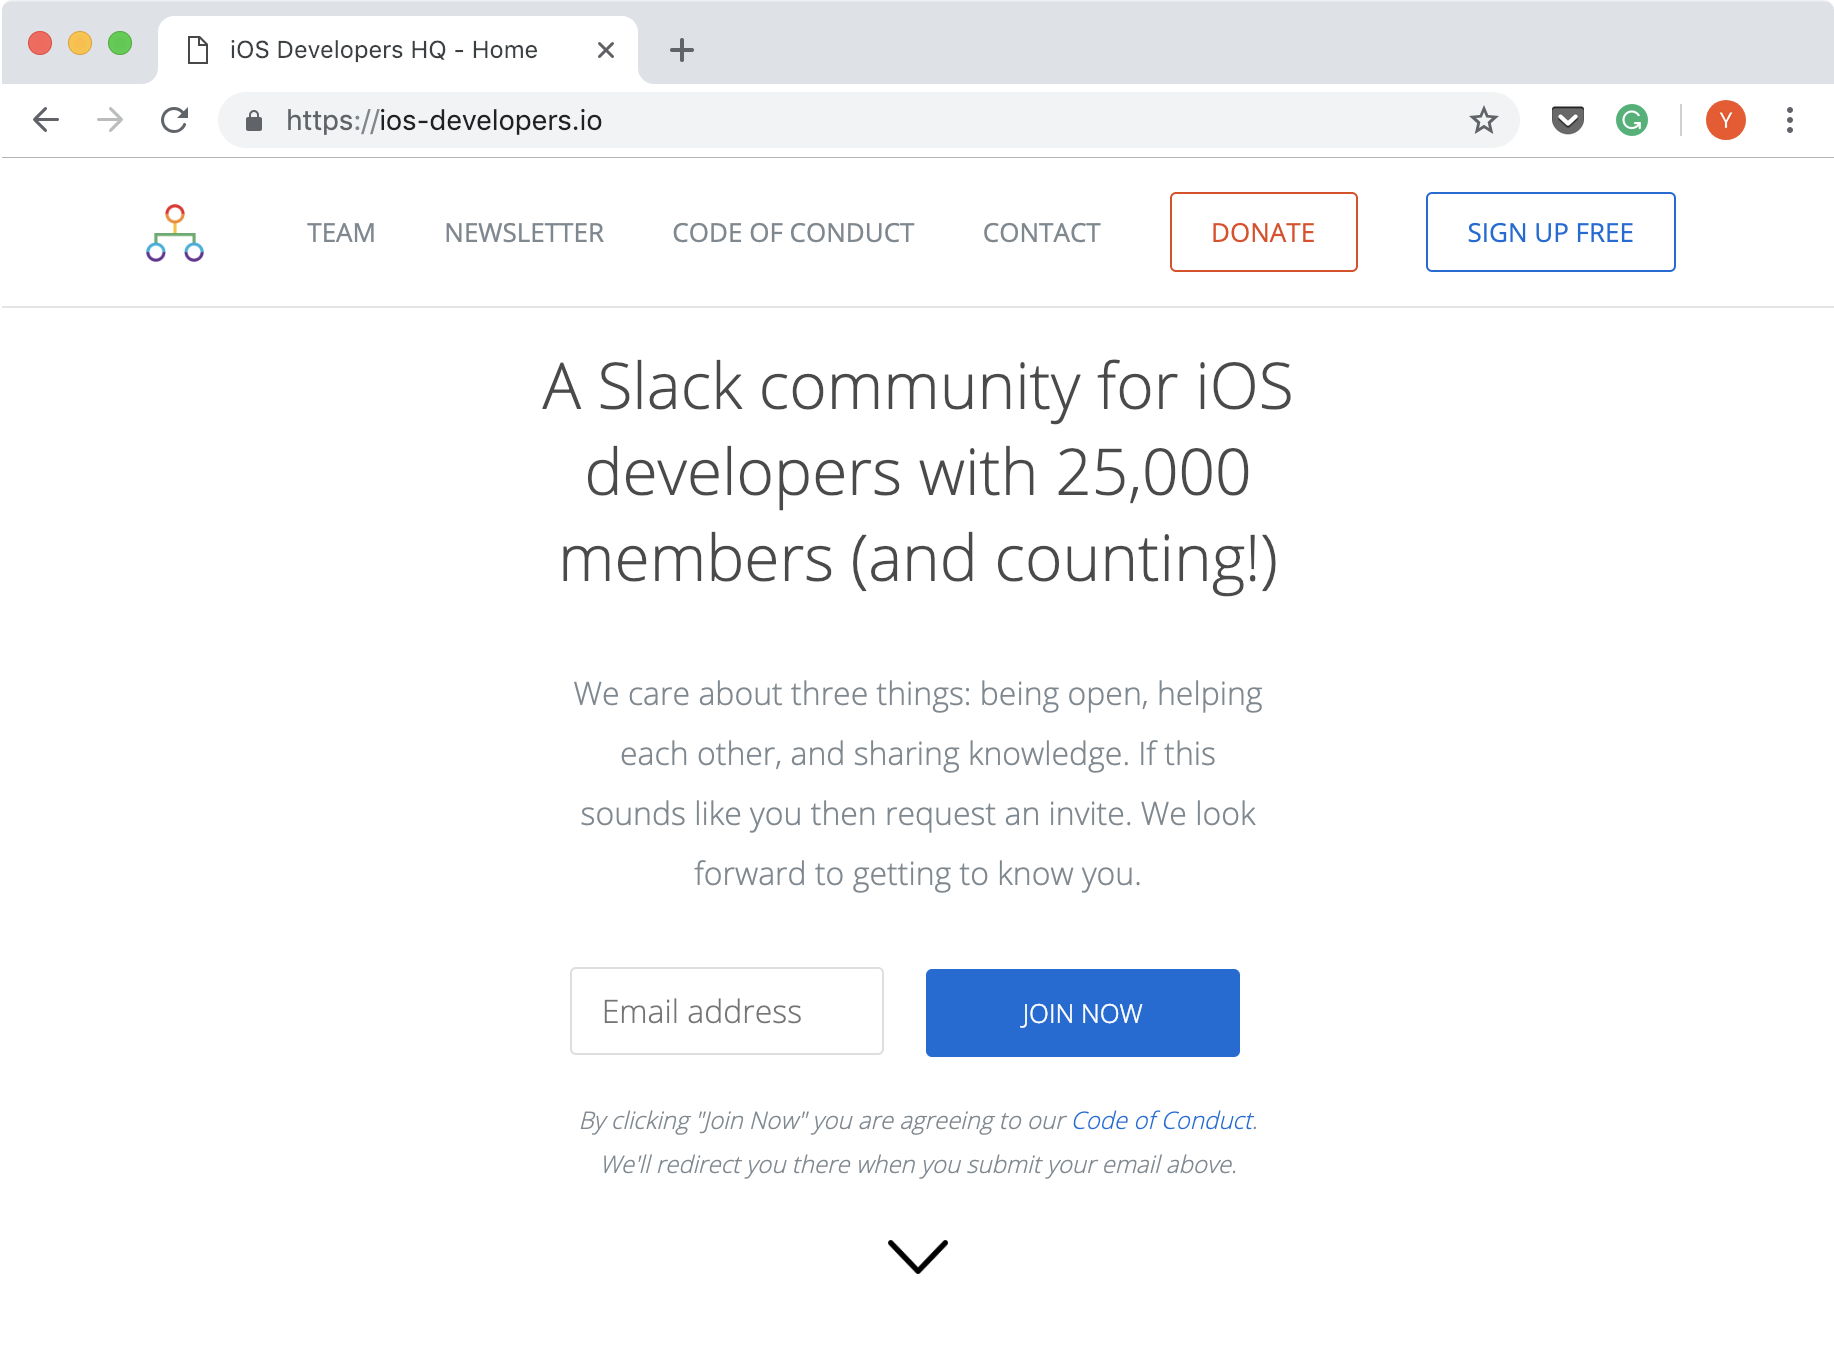 iOS Developers HQ - Home
https://ios-developers.io
Y
TEAM NEWSLETTER CODE OF CONDUCT CONTACT DONATE SIGN UP FREE
A Slack community for iOS
developers with 25,000
members (and counting!)
We care about three things: being open, helping
each other, and sharing knowledge. If this
sounds like you then request an invite. We look
forward to getting to know you.
Email address JOIN NOW
By clicking "Join Now" you are agreeing to our Code of Conduct.
We'll redirect you there when you submit your email above.